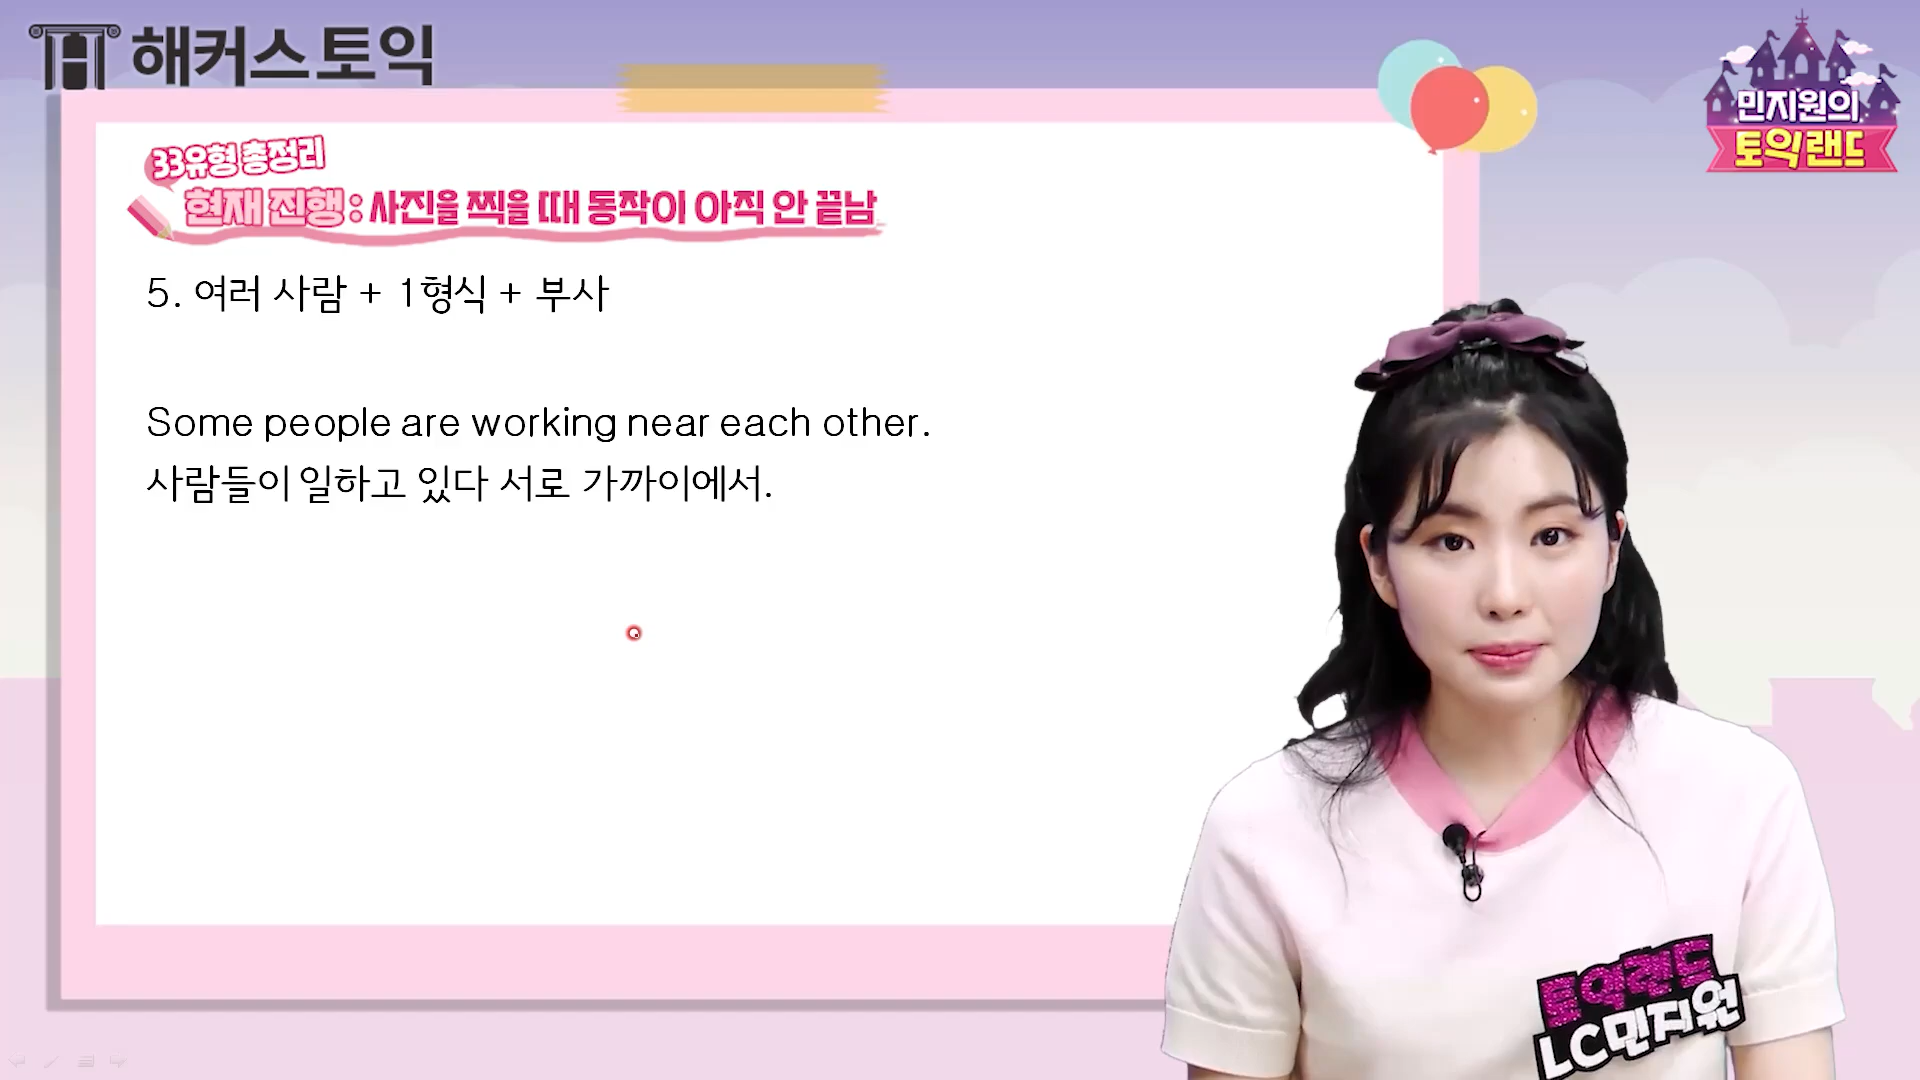 해커스토익
민지원의
토익랜드
33유형 총정리
현재 진행 : 사진을 찍을 때 동작이 아직 안 끝남
5. 여러 사람 + 1형식 + 부사
Some people are working near each other.
사람들이 일하고 있다 서로 가까이에서.
토익랜드
LC민지원